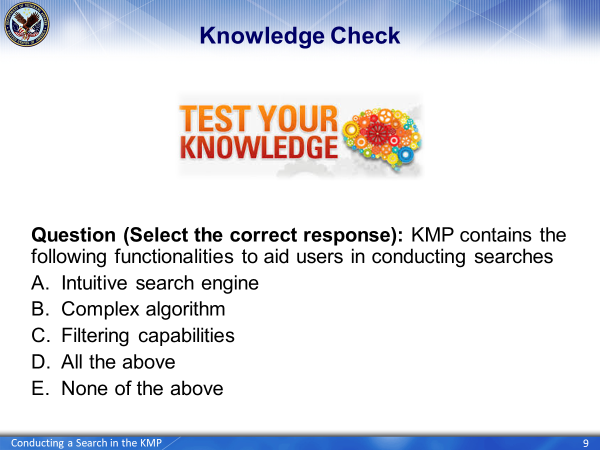 Knowledge Check
TEST YOUR
KNOWLEDGE
Question (Select the correct response): KMP contains the
following functionalities to aid users in conducting searches
A. Intuitive search engine
B. Complex algorithm
C. Filtering capabilities
D. All the above
E. None of the above
Conducting a Search in the KMP
9